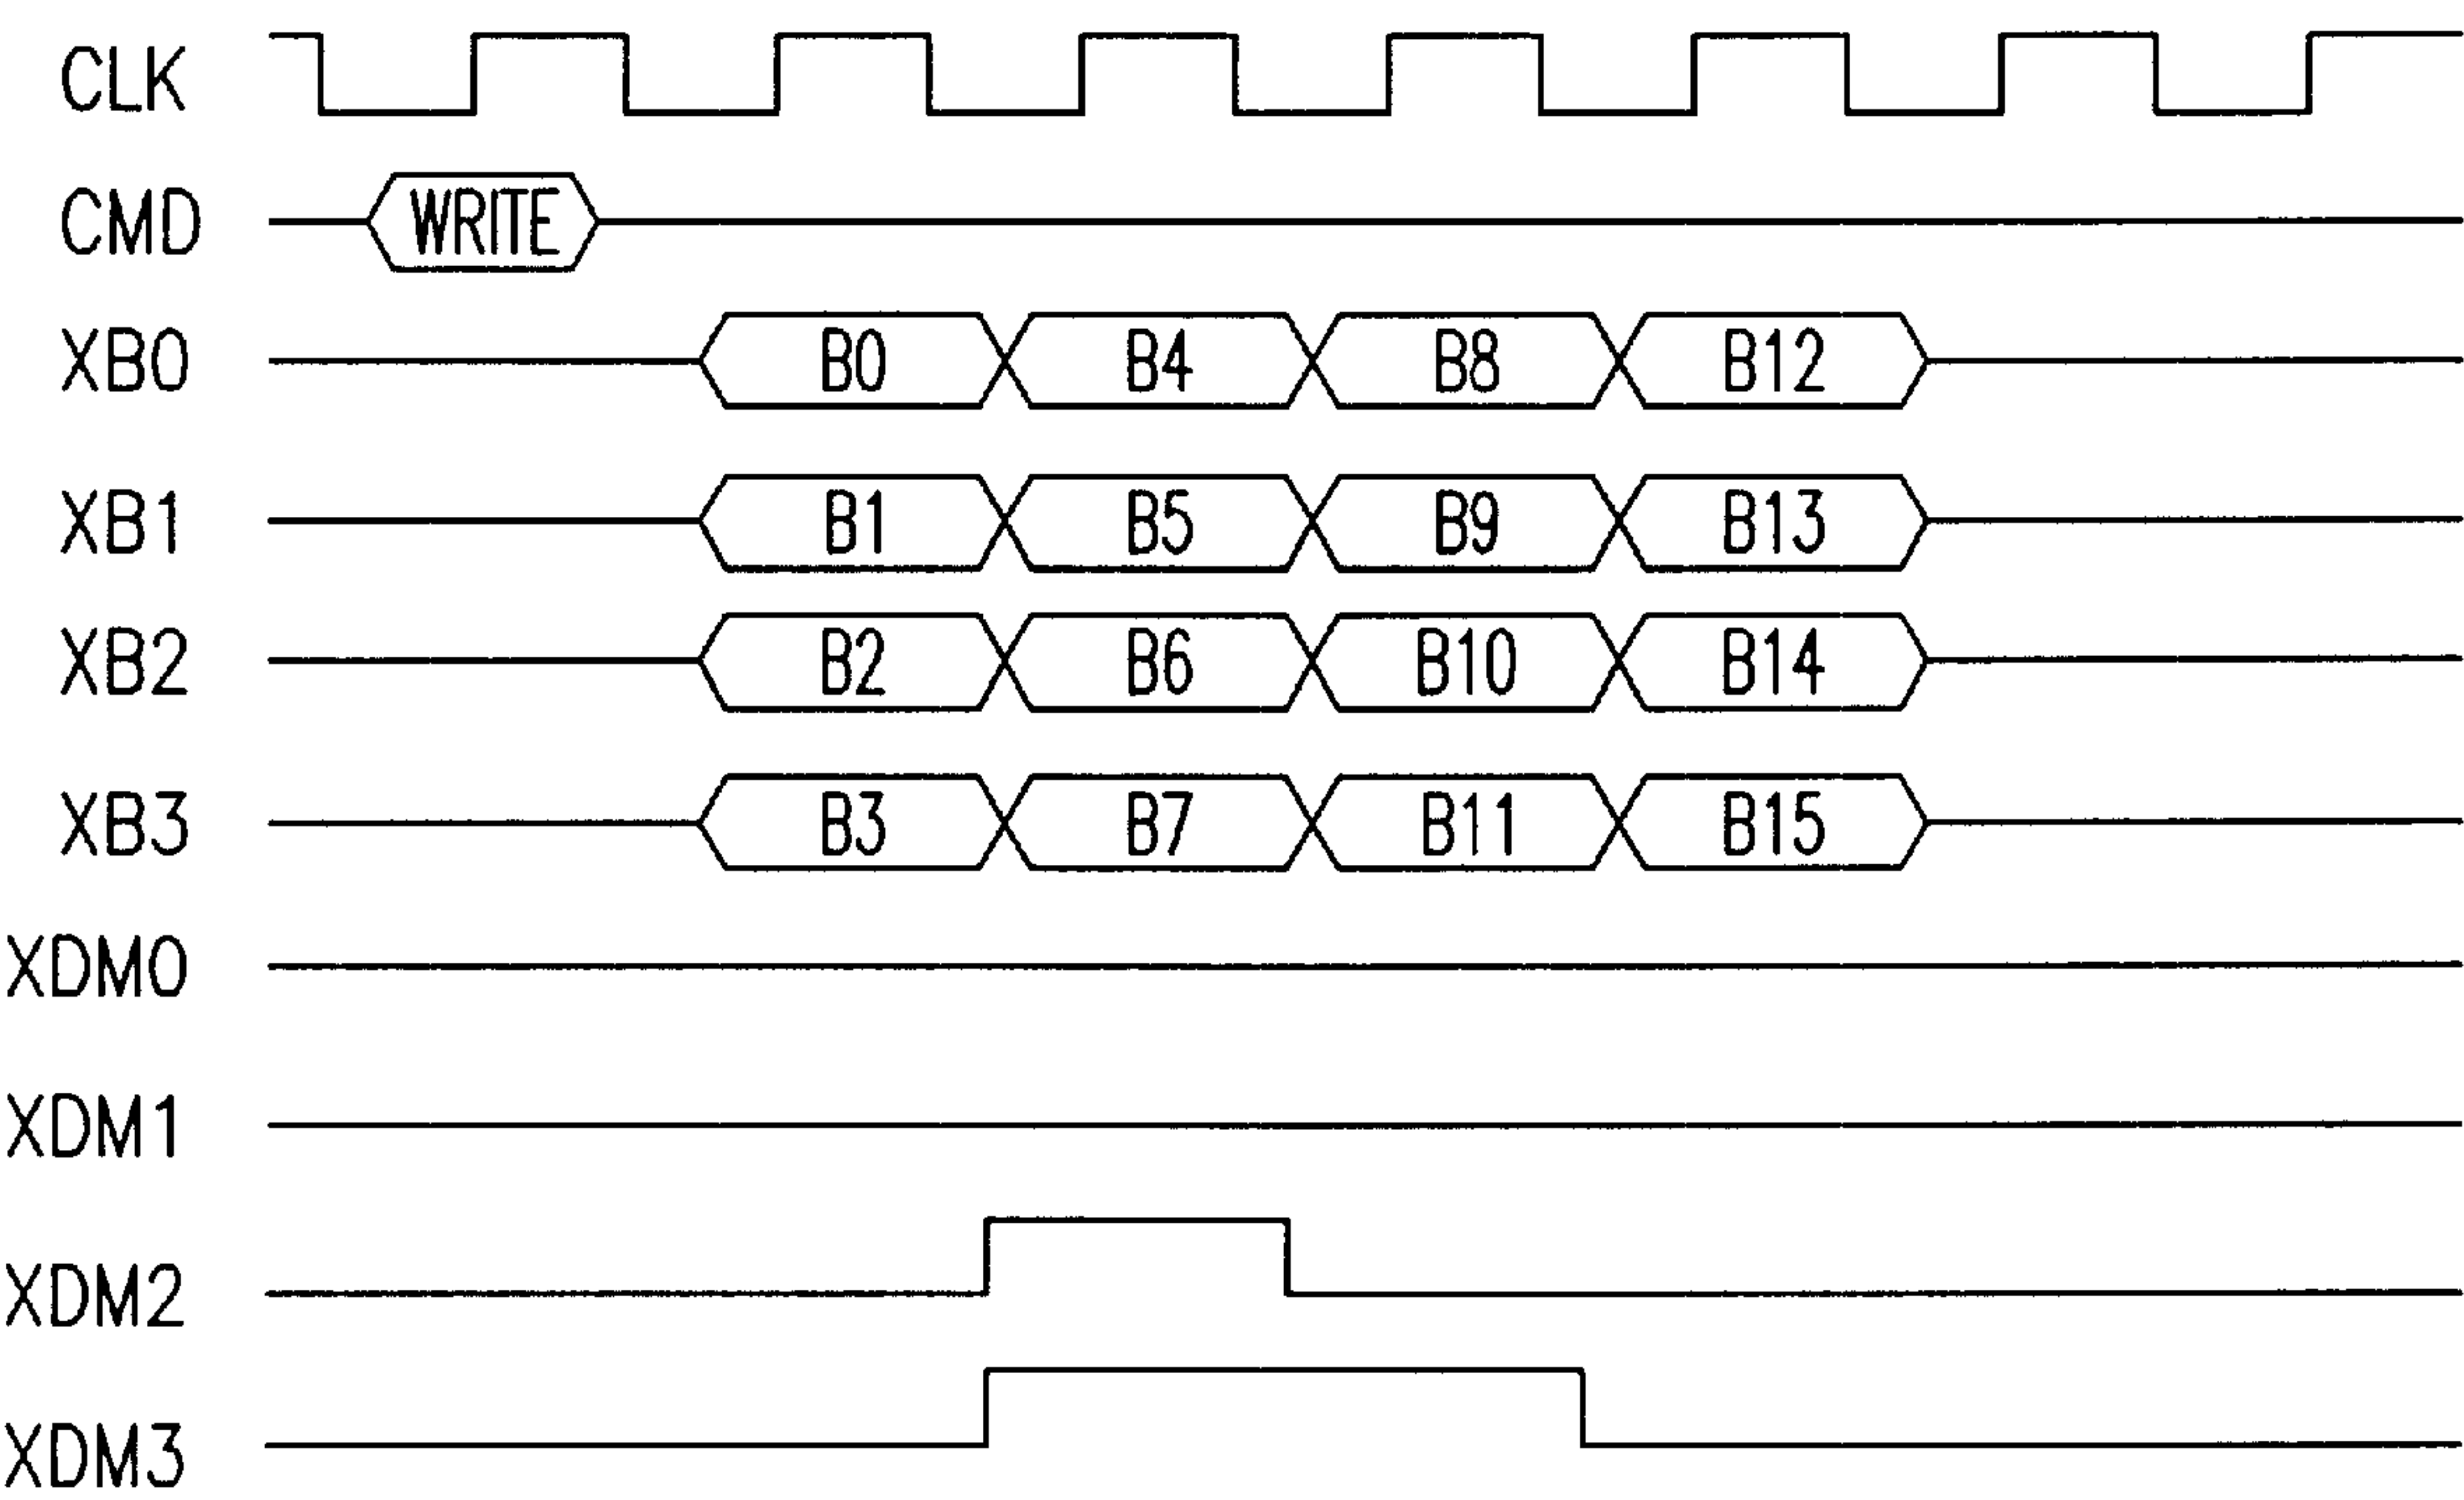 CLK
CMD WRITE
XB0 B0 B4 B8 B12
XB1 B1 B5 B9 B13
XB2 B2 B6 B10 B14
XB3 B3 B7 B11 B15
XDM0
XDM1
XDM2
XDM3